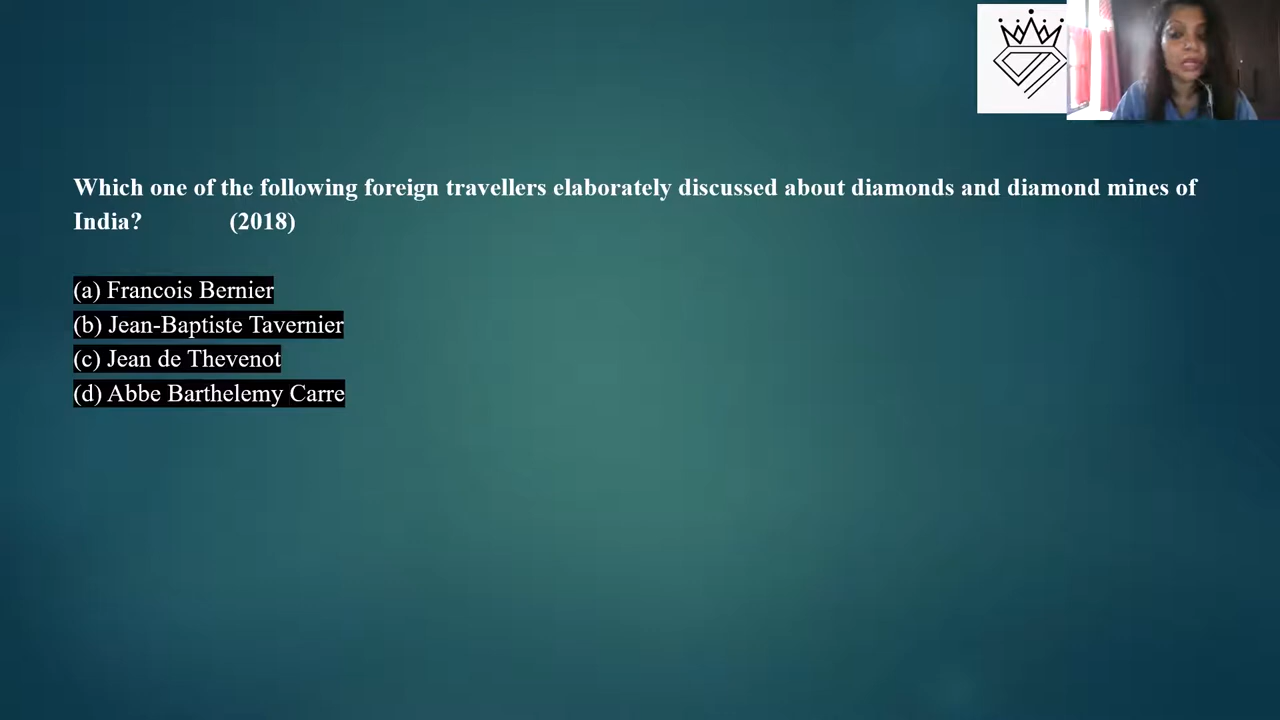 Which one of the following foreign travellers elaborately discussed about diamonds and diamond mines of
India? (2018)
(a) Francois Bernier
(b) Jean-Baptiste Tavernier
(c) Jean de Thevenot
(d) Abbe Barthelemy Carre